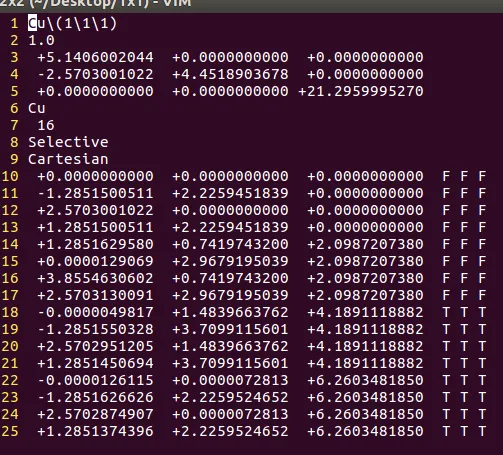 2x2 (~/Desktop/1x1) - VIM
1 Cu\(1\1\1)
2 1.0
3 +5.1406002044 +0.0000000000 +0.0000000000
4 -2.5703001022 +4.4518903678 +0.0000000000
5 +0.0000000000 +0.0000000000 +21.2959995270
6 Cu
7 16
8 Selective
9 Cartesian
10 +0.0000000000 +0.0000000000 +0.0000000000 F F F
11 -1.2851500511 +2.2259451839 +0.0000000000 F F F
12 +2.5703001022 +0.0000000000 +0.0000000000 F F F
13 +1.2851500511 +2.2259451839 +0.0000000000 F F F
14 +1.2851629580 +0.7419743200 +2.0987207380 F F F
15 +0.0000129069 +2.9679195039 +2.0987207380 F F F
16 +3.8554630602 +0.7419743200 +2.0987207380 F F F
17 +2.5703130091 +2.9679195039 +2.0987207380 F F F
18 -0.0000049817 +1.4839663762 +4.1891118882 T T T
19 -1.2851550328 +3.7099115601 +4.1891118882 T T T
20 +2.5702951205 +1.4839663762 +4.1891118882 T T T
21 +1.2851450694 +3.7099115601 +4.1891118882 T T T
22 -0.0000126115 +0.0000072813 +6.2603481850 T T T
23 -1.2851626626 +2.2259524652 +6.2603481850 T T T
24 +2.5702874907 +0.0000072813 +6.2603481850 T T T
25 +1.2851374396 +2.2259524652 +6.2603481850 T T T